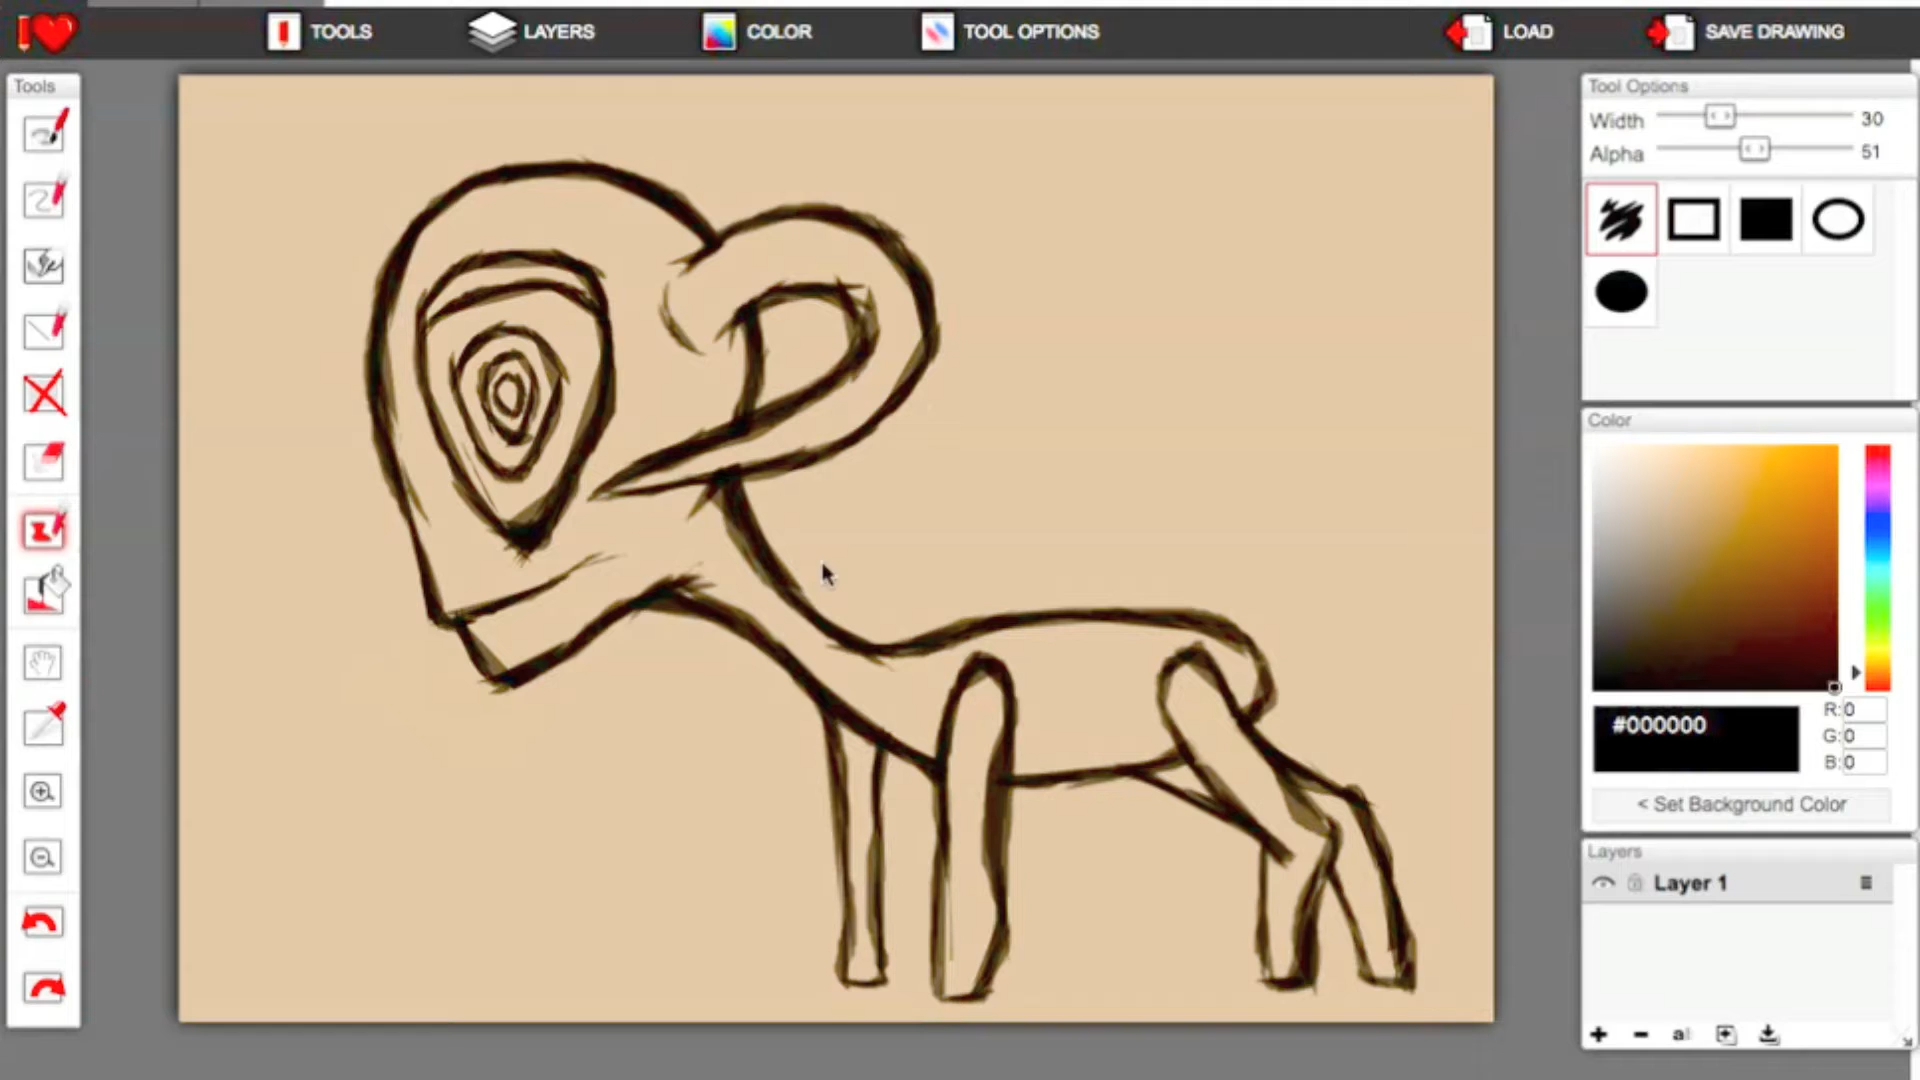 TOOLS
LAYERS
COLOR
TOOL OPTIONS
LOAD
SAVE DRAWING
Tools
Tool Options
Width 30
Alpha 51
Color
#000000
R: 0
G: 0
B: 0
< Set Background Color
Layers
Layer 1